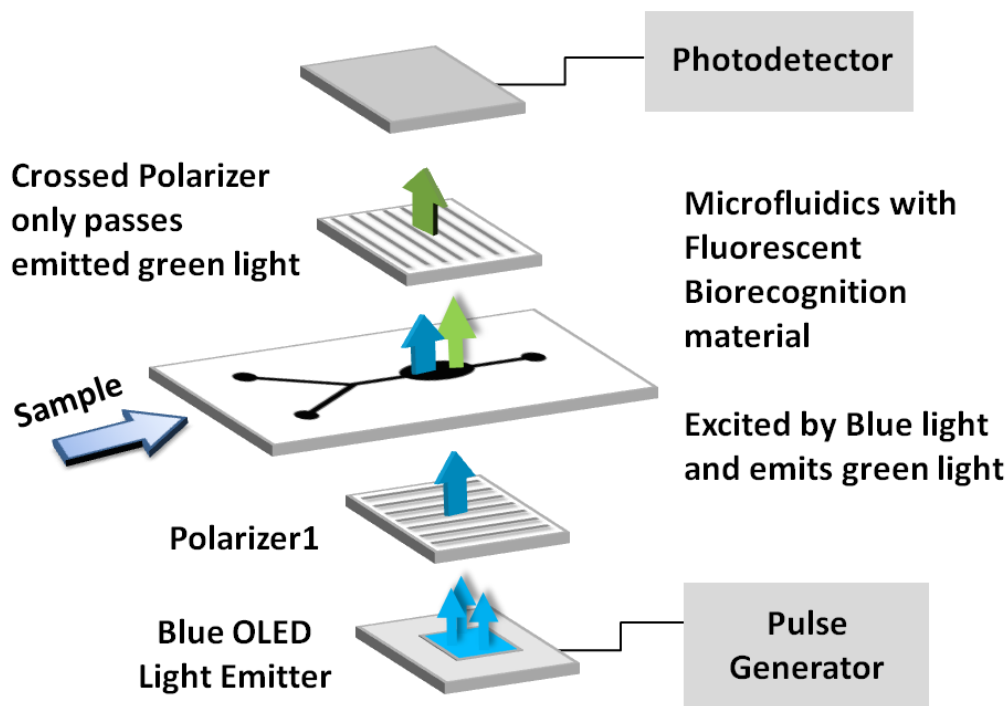 Photodetector
Crossed Polarizer
only passes
emitted green light
Microfluidics with
Fluorescent
Biorecognition
material
Sample
Excited by Blue light
and emits green light
Polarizer1
Blue OLED
Light Emitter
Pulse
Generator